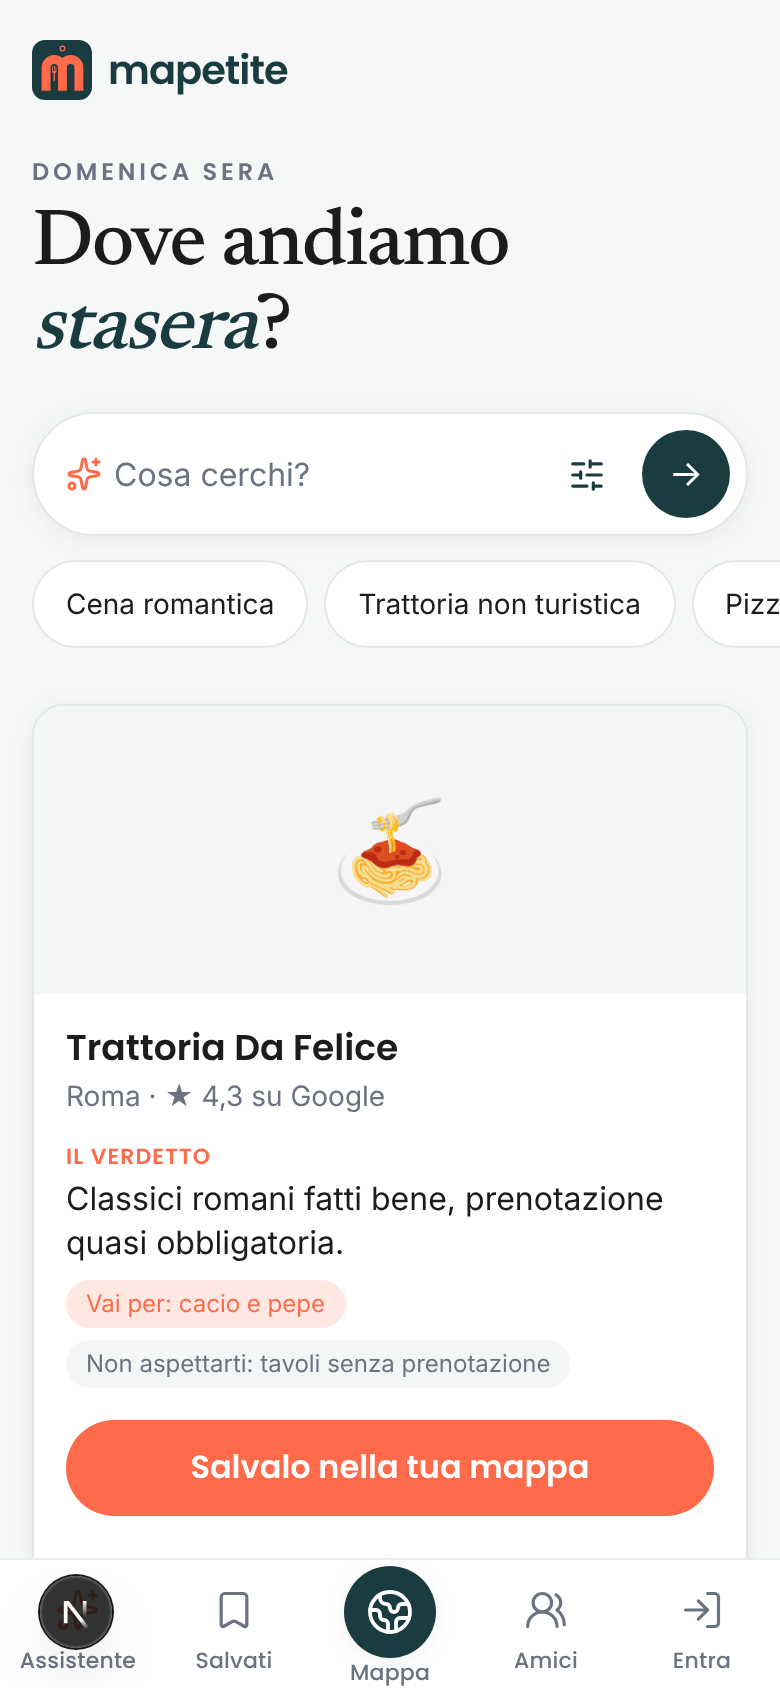 mapetite
DOMENICA SERA
Dove andiamo
stasera?
Cosa cerchi?
Cena romantica
Trattoria non turistica
Pizz
Trattoria Da Felice
Roma · ★ 4,3 su Google
IL VERDETTO
Classici romani fatti bene, prenotazione
quasi obbligatoria.
Vai per: cacio e pepe
Non aspettarti: tavoli senza prenotazione
Salvalo nella tua mappa
N
Assistente
Salvati
Mappa
Amici
Entra